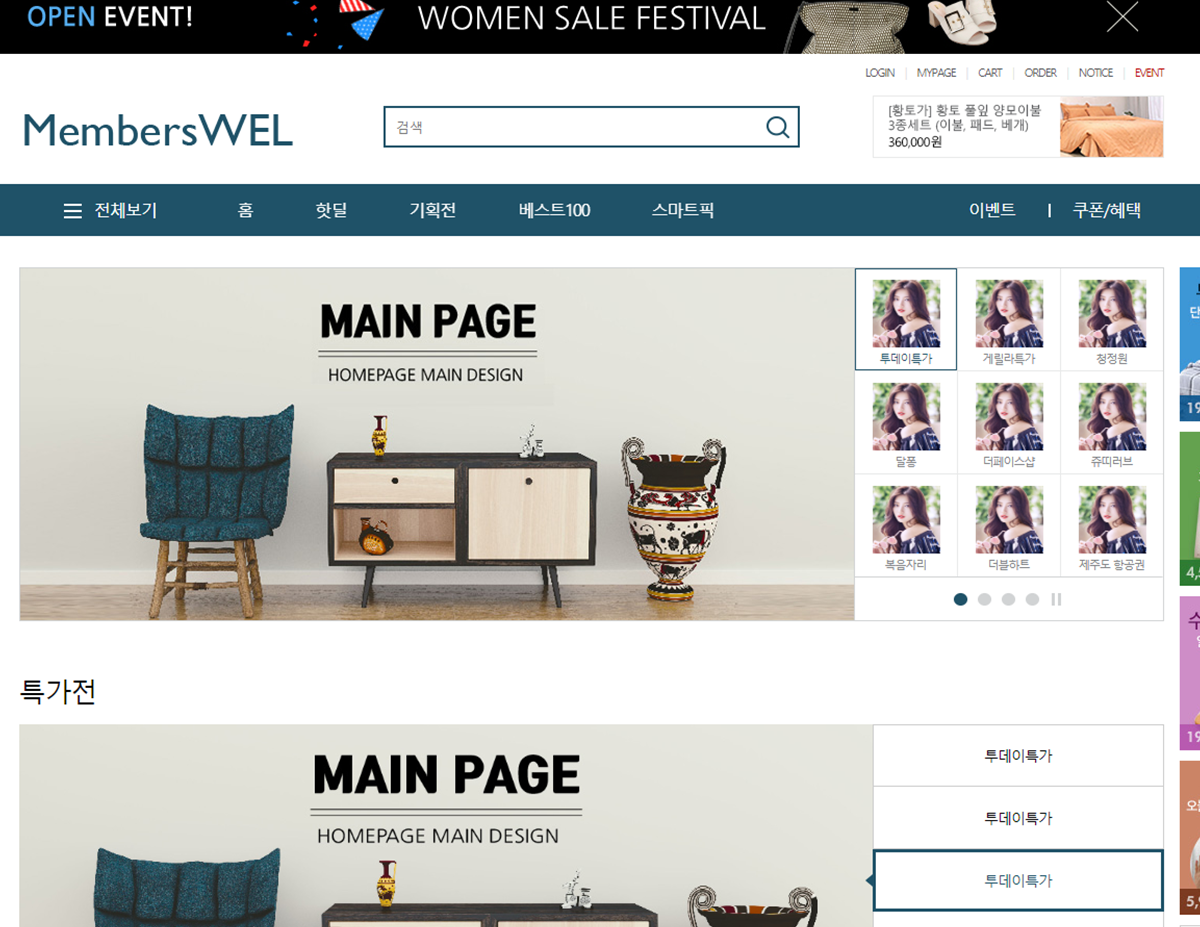 OPEN EVENT!
WOMEN SALE FESTIVAL
LOGIN
MYPAGE
CART
ORDER
NOTICE
EVENT
MembersWEL
검색
[황토가] 황토 풀잎 양모이불
3종세트 (이불, 패드, 베개)
360,000원
전체보기
홈
핫딜
기획전
베스트100
스마트픽
이벤트
쿠폰/혜택
MAIN PAGE
HOMEPAGE MAIN DESIGN
투데이특가
게릴라특가
청정원
달퐁
더페이스샵
쥬띠러브
복음자리
더블하트
제주도 항공권
특가전
MAIN PAGE
HOMEPAGE MAIN DESIGN
투데이특가
투데이특가
투데이특가